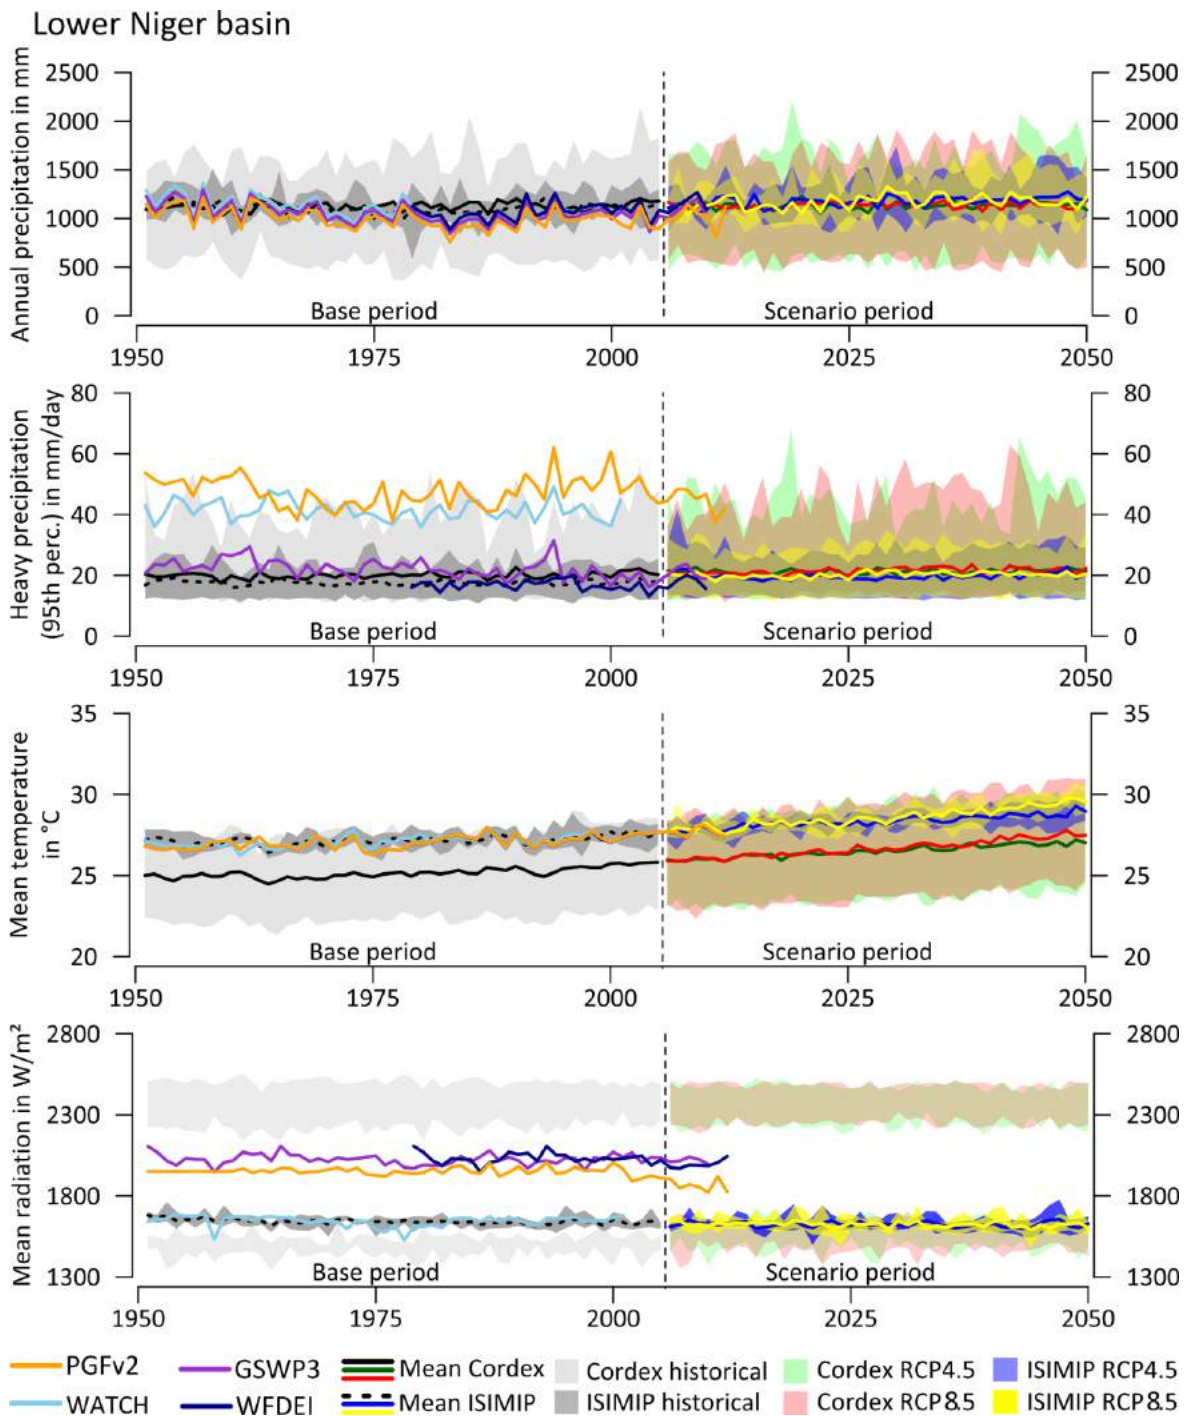 Lower Niger basin
Annual precipitation in mm
2500 2500
2000 2000
1500 1500
1000 1000
500 500
0 0
Base period Scenario period
1950 1975 2000 2025 2050
Heavy precipitation
(95th perc.) in mm/day
80 80
60 60
40 40
20 20
0 0
Base period Scenario period
1950 1975 2000 2025 2050
Mean temperature
in °C
35 35
30 30
25 25
20 20
Base period Scenario period
1950 1975 2000 2025 2050
Mean radiation in W/m²
2800 2800
2300 2300
1800 1800
1300 1300
Base period Scenario period
1950 1975 2000 2025 2050
PGFv2 GSWP3 Mean Cordex Cordex historical Cordex RCP4.5 ISIMIP RCP4.5
WATCH WFDEI Mean ISIMIP ISIMIP historical Cordex RCP8.5 ISIMIP RCP8.5